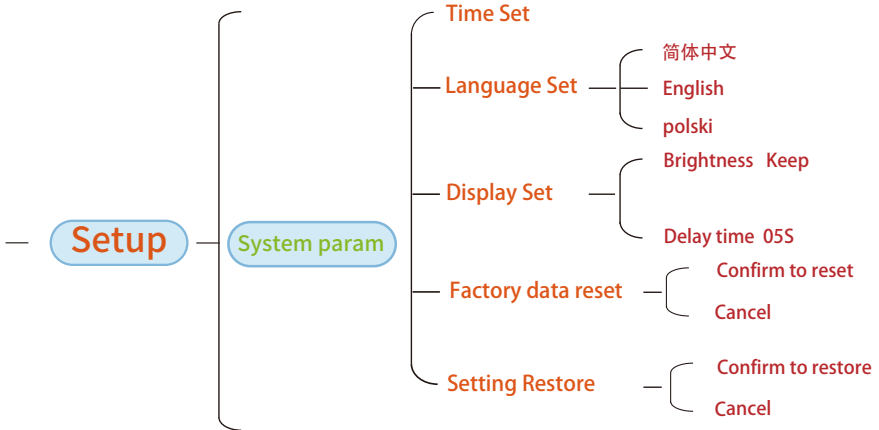 Setup
System param
Time Set
Language Set
简体中文
English
polski
Display Set
Brightness Keep
Delay time 05S
Factory data reset
Confirm to reset
Cancel
Setting Restore
Confirm to restore
Cancel